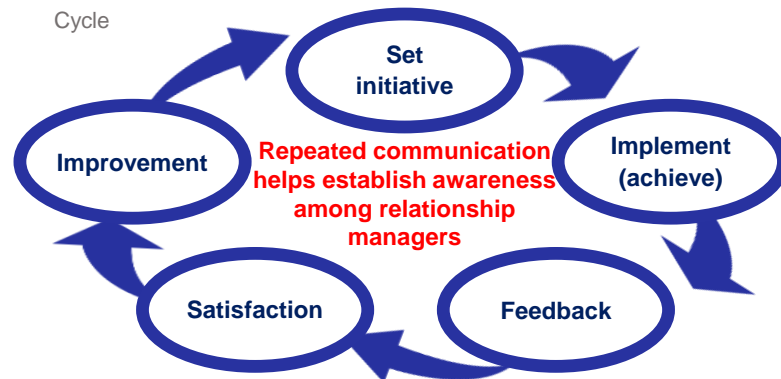 Cycle
Set
initiative
Implement
(achieve)
Feedback
Satisfaction
Improvement
Repeated communication
helps establish awareness
among relationship
managers